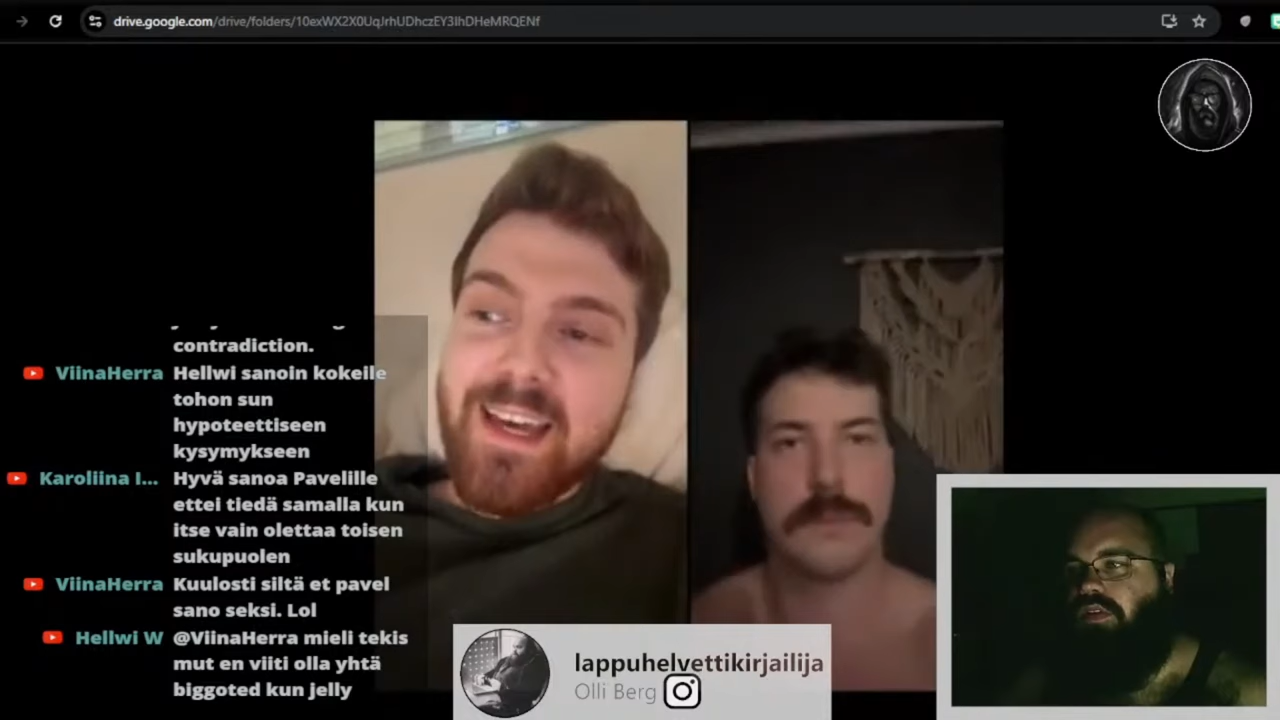 drive.google.com/drive/folders/10exWX2X0UqJrhUDhczEY3IhDHeMRQENf
contradiction.
ViinaHerra Hellwi sanoin kokeile
tohon sun
hypoteettiseen
kysymykseen
Karoliina I... Hyvä sanoa Pavelille
ettei tiedä samalla kun
itse vain olettaa toisen
sukupuolen
ViinaHerra Kuulosti siltä et pavel
sano seksi. Lol
Hellwi W @ViinaHerra mieli tekis
mut en viiti olla yhtä
biggoted kun jelly
lappuhelvettikirjailija
Olli Berg